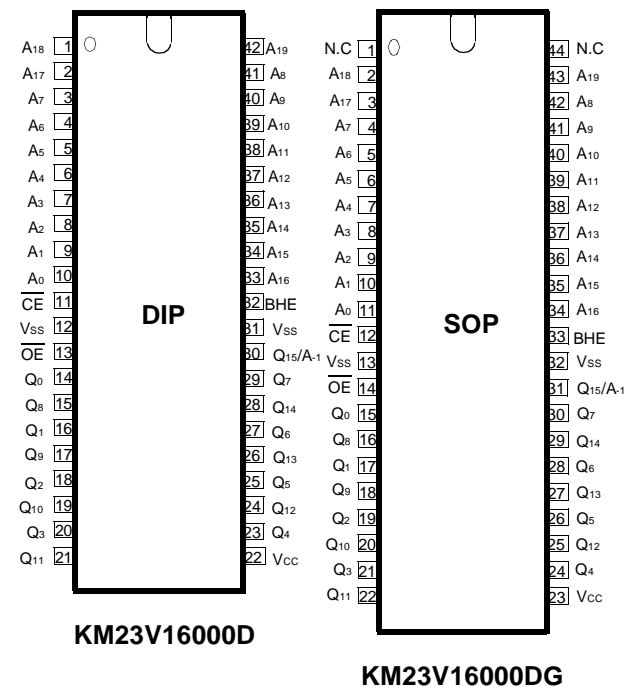 A18 1 42 A19
A17 2 41 A8
A7 3 40 A9
A6 4 39 A10
A5 5 38 A11
A4 6 37 A12
A3 7 36 A13
A2 8 35 A14
A1 9 34 A15
A0 10 33 A16
CE 11 32 BHE
DIP
VSS 12 31 VSS
OE 13 30 Q15/A-1
Q0 14 29 Q7
Q8 15 28 Q14
Q1 16 27 Q6
Q9 17 26 Q13
Q2 18 25 Q5
Q10 19 24 Q12
Q3 20 23 Q4
Q11 21 22 VCC
KM23V16000D
N.C 1 44 N.C
A18 2 43 A19
A17 3 42 A8
A7 4 41 A9
A6 5 40 A10
A5 6 39 A11
A4 7 38 A12
A3 8 37 A13
A2 9 36 A14
A1 10 35 A15
A0 11 34 A16
SOP
CE 12 33 BHE
VSS 13 32 VSS
OE 14 31 Q15/A-1
Q0 15 30 Q7
Q8 16 29 Q14
Q1 17 28 Q6
Q9 18 27 Q13
Q2 19 26 Q5
Q10 20 25 Q12
Q3 21 24 Q4
Q11 22 23 VCC
KM23V16000DG